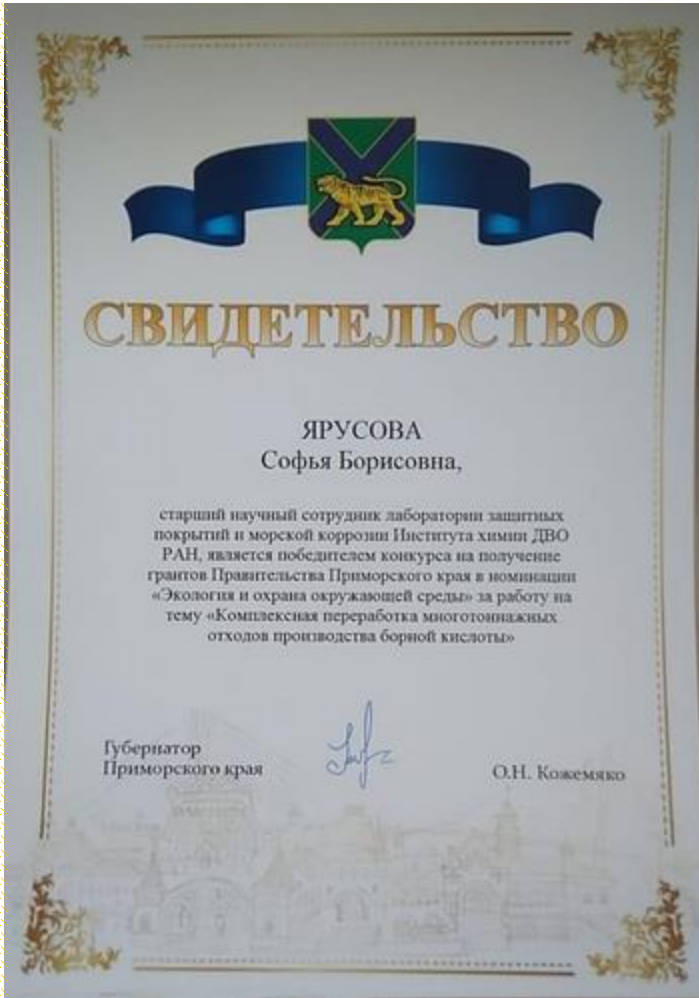 СВИДЕТЕЛЬСТВО
ЯРУСОВА
Софья Борисовна,
старший научный сотрудник лаборатории защитных
покрытий и морской коррозии Института химии ДВО
РАН, является победителем конкурса на получение
грантов Правительства Приморского края в номинации
«Экология и охрана окружающей среды» за работу на
тему «Комплексная переработка многотоннажных
отходов производства борной кислоты»
Губернатор
Приморского края
О.Н. Кожемяко